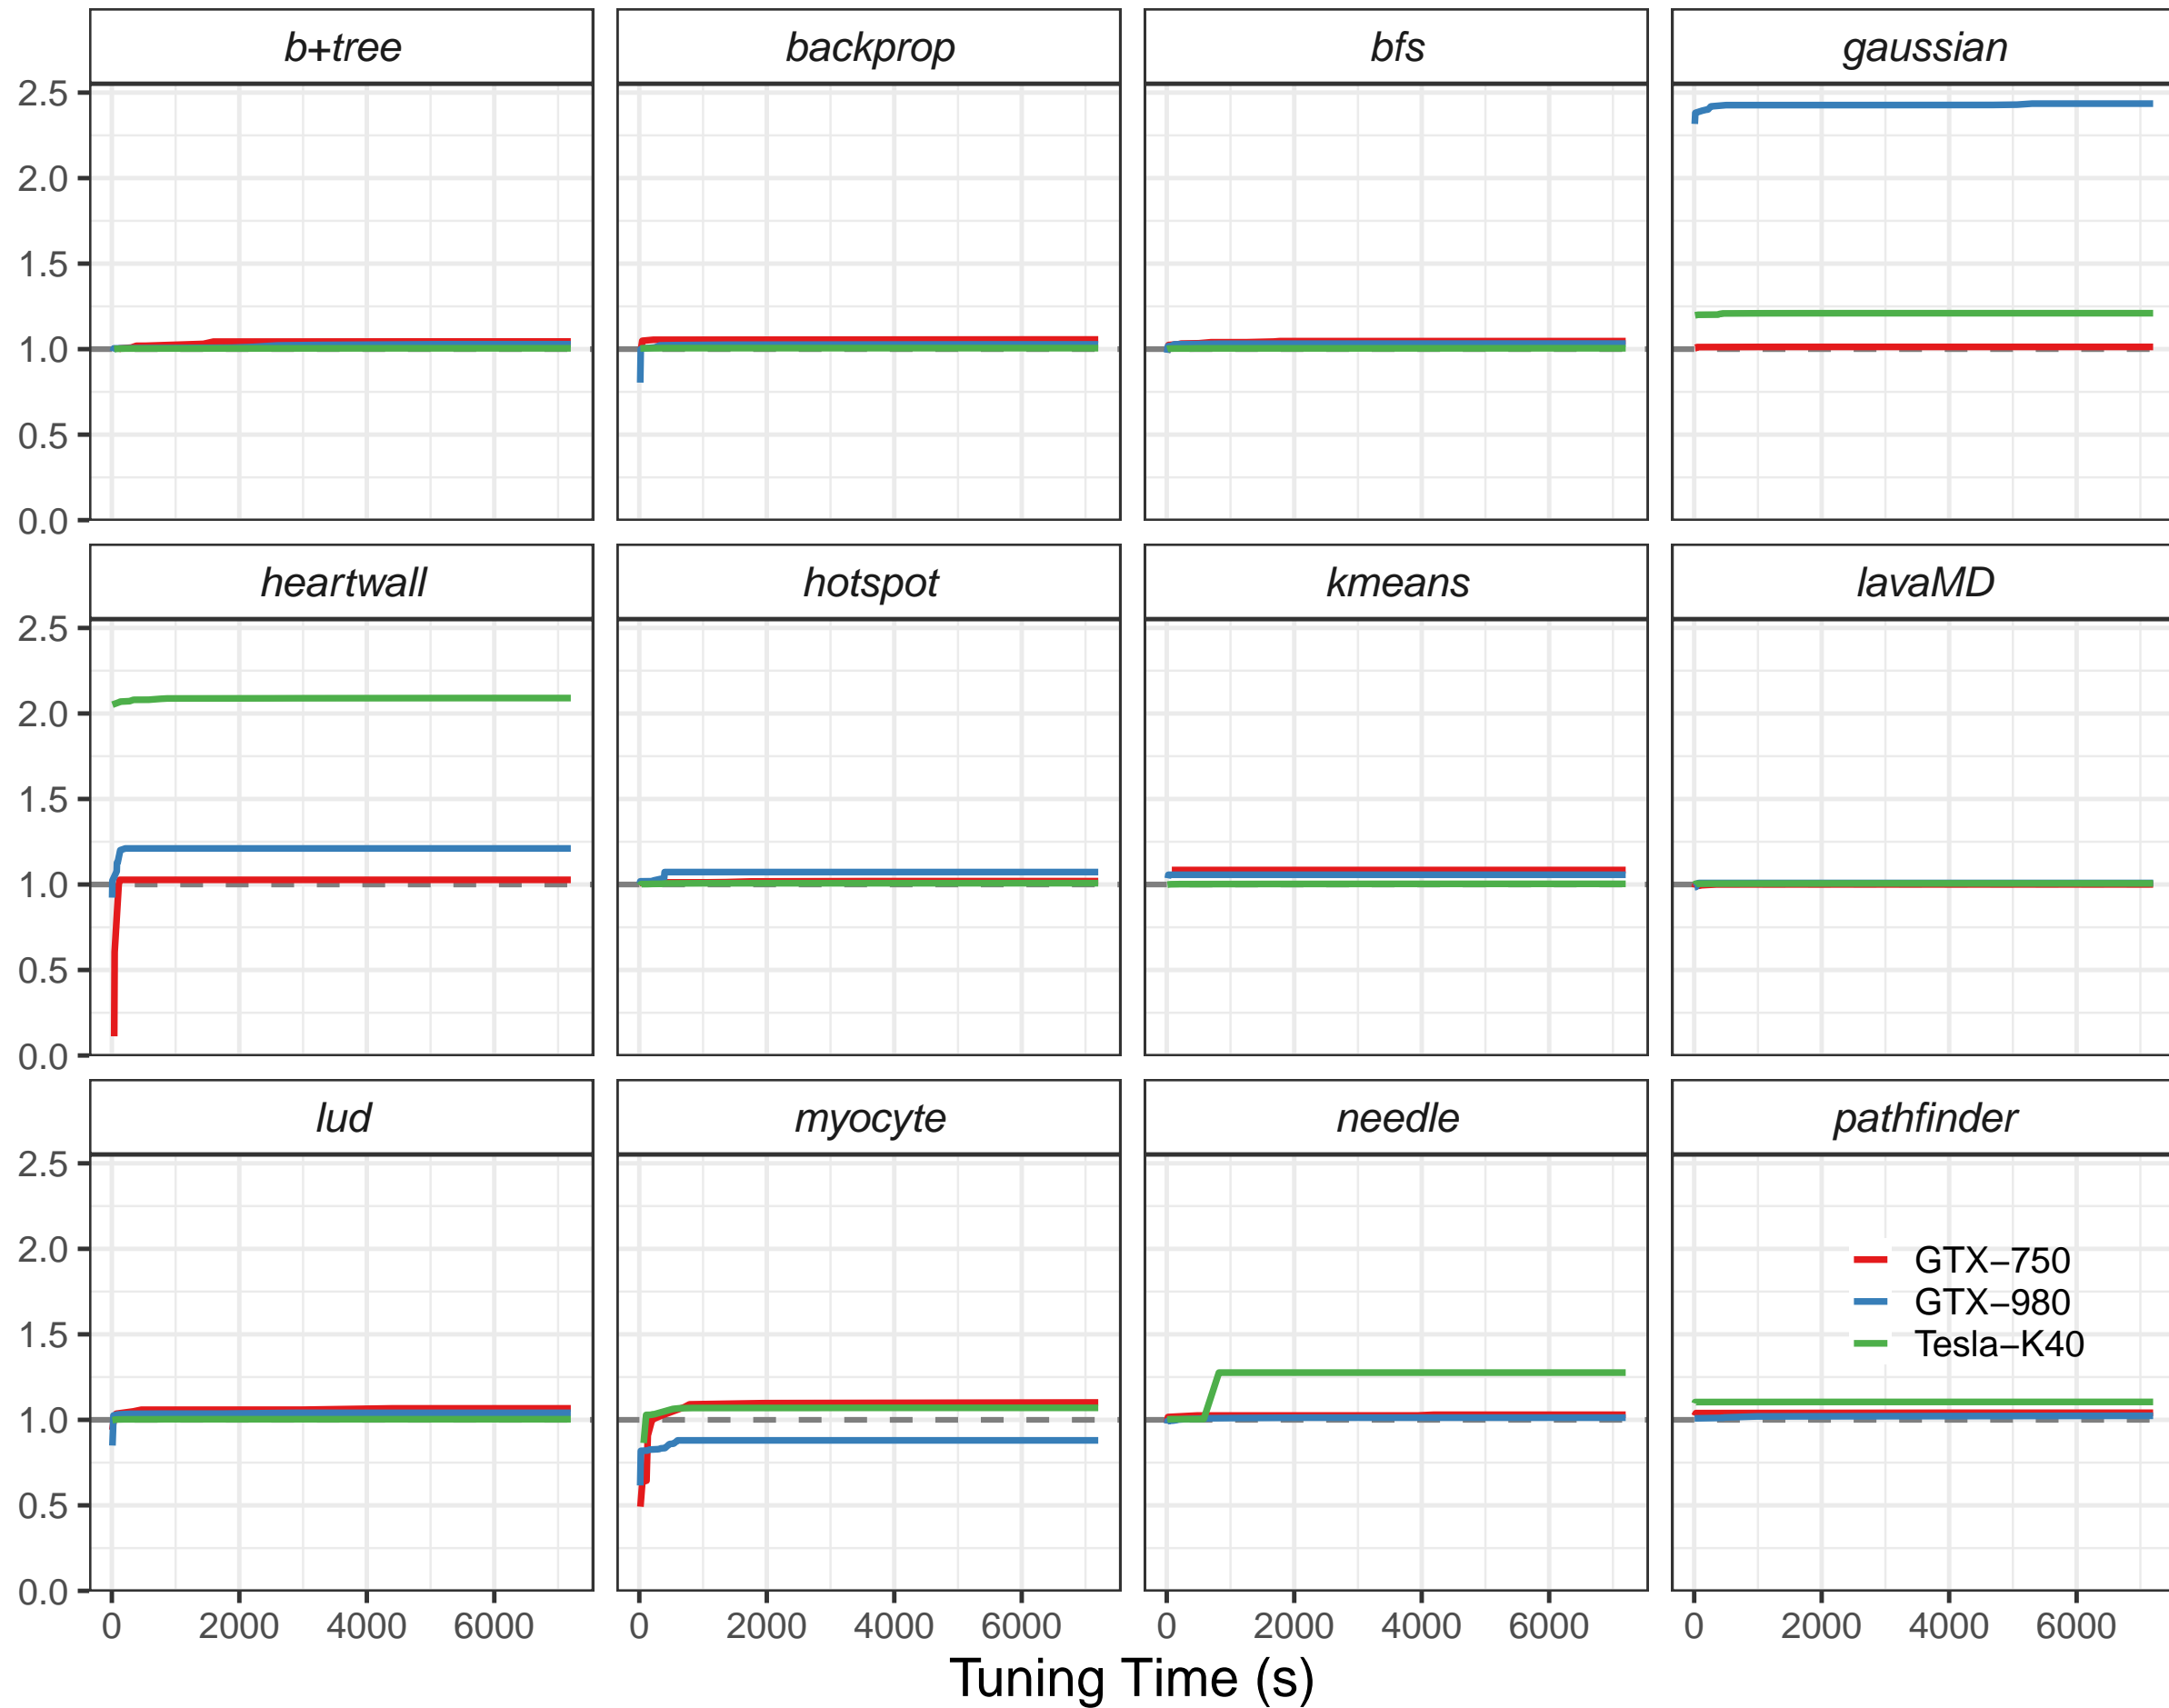 b+tree backprop bfs gaussian
2.5
2.0
1.5
1.0
0.5
0.0
heartwall hotspot kmeans lavaMD
2.5
2.0
1.5
1.0
0.5
0.0
lud myocyte needle pathfinder
2.5
2.0
1.5
1.0
0.5
0.0
GTX−750
GTX−980
Tesla−K40
0 2000 4000 6000 0 2000 4000 6000 0 2000 4000 6000 0 2000 4000 6000
Tuning Time (s)